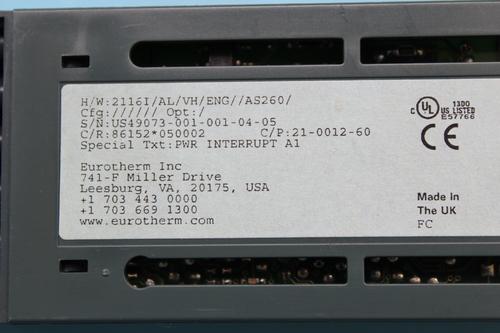 H/W:2116I/AL/VH/ENG//AS260/
Cfg:////// Opt:/
S/N:US49073-001-001-04-05
C/R:86152*050002 C/P:21-0012-60
Special Txt:PWR INTERRUPT A1
Eurotherm Inc
741-F Miller Drive
Leesburg, VA, 20175, USA
+1 703 443 0000
+1 703 669 1300
www.eurotherm.com
C UL 13DO
US LISTED
E57766
CE
Made in
The UK
FC